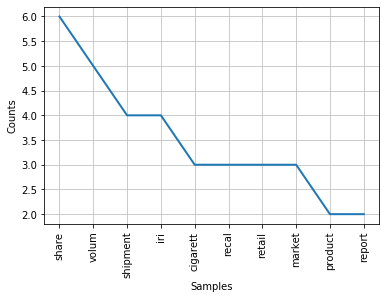 6.0
5.5
5.0
4.5
4.0
3.5
3.0
2.5
2.0
Counts
share
volum
shipment
iri
cigarett
recal
retail
market
product
report
Samples